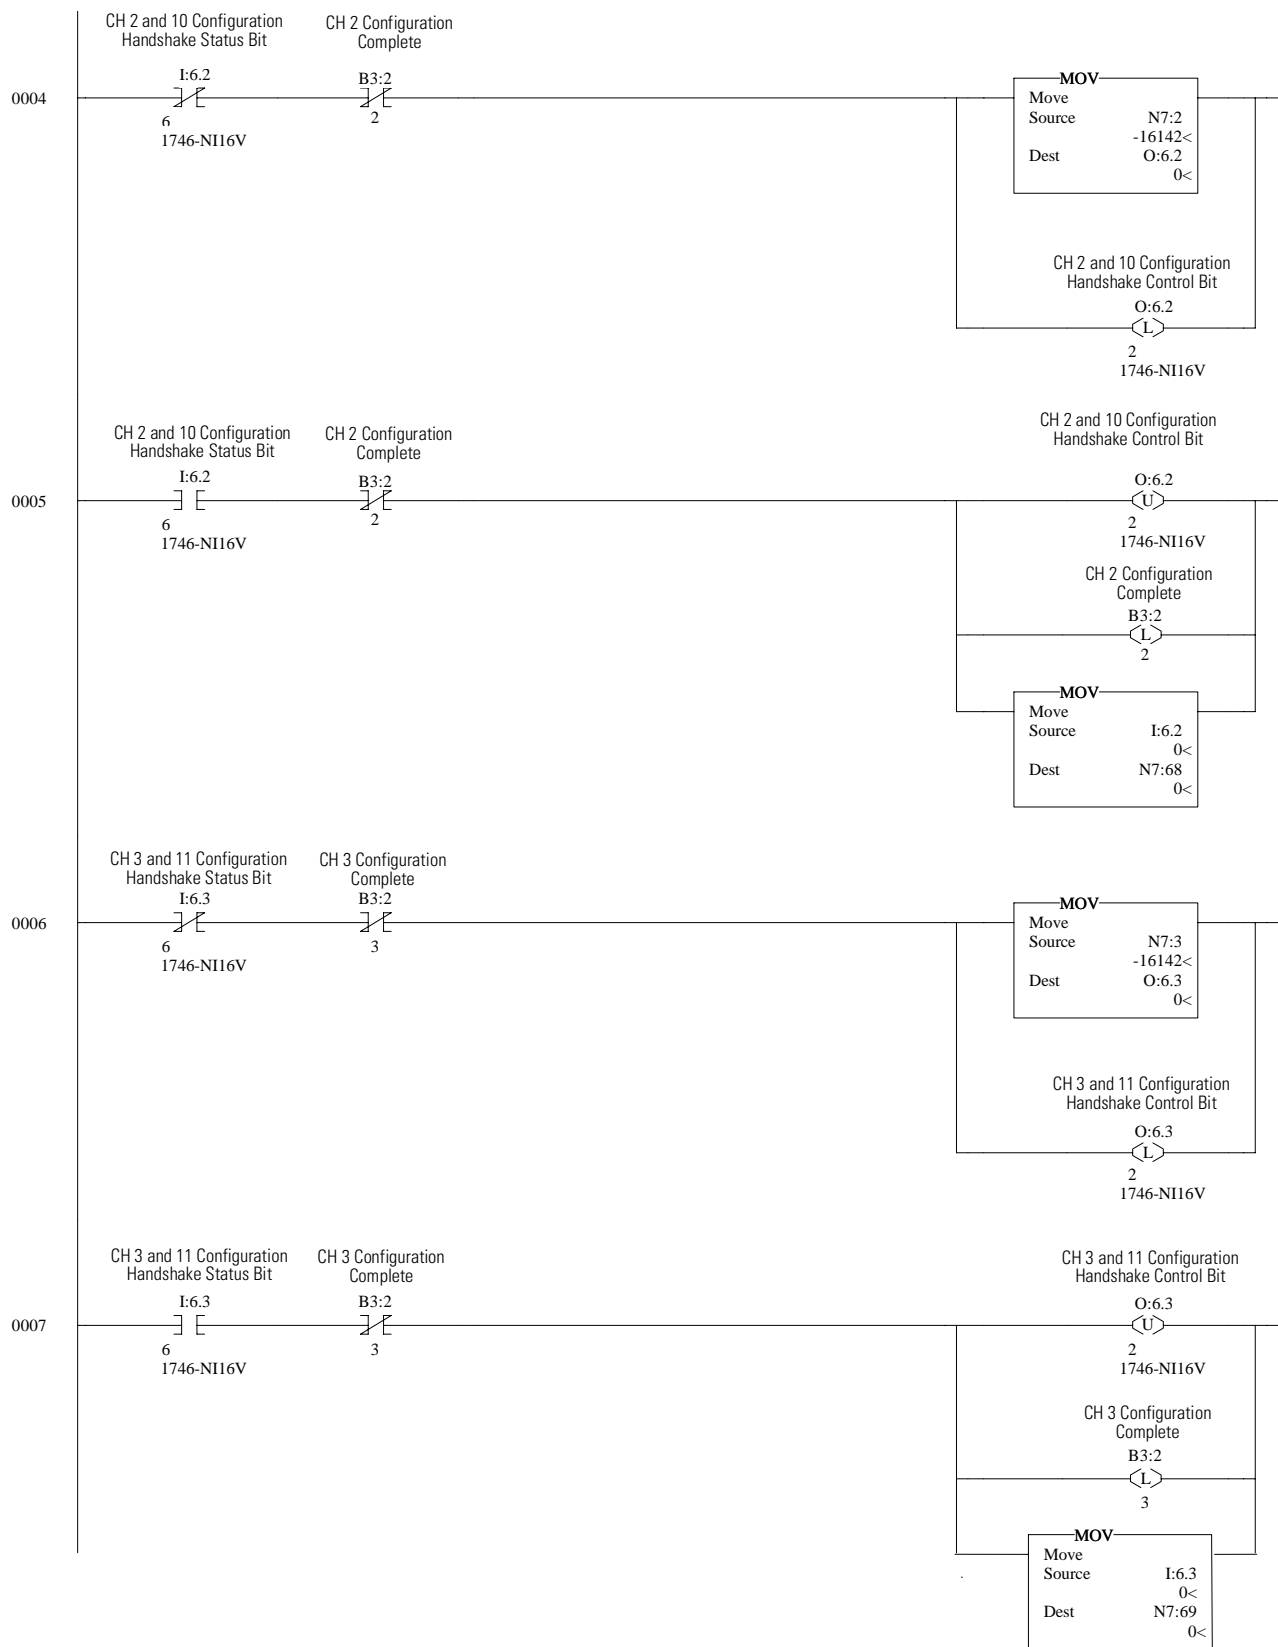 CH 2 and 10 Configuration
Handshake Status Bit
CH 2 Configuration
Complete
I:6.2
B3:2
0004
6
2
1746-NI16V
MOV
Move
Source N7:2
-16142<
Dest O:6.2
0<
CH 2 and 10 Configuration
Handshake Control Bit
O:6.2
L
2
1746-NI16V
CH 2 and 10 Configuration
Handshake Status Bit
CH 2 Configuration
Complete
I:6.2
B3:2
0005
6
2
1746-NI16V
CH 2 and 10 Configuration
Handshake Control Bit
O:6.2
U
2
1746-NI16V
CH 2 Configuration
Complete
B3:2
L
2
MOV
Move
Source I:6.2
0<
Dest N7:68
0<
CH 3 and 11 Configuration
Handshake Status Bit
CH 3 Configuration
Complete
I:6.3
B3:2
0006
6
3
1746-NI16V
MOV
Move
Source N7:3
-16142<
Dest O:6.3
0<
CH 3 and 11 Configuration
Handshake Control Bit
O:6.3
L
2
1746-NI16V
CH 3 and 11 Configuration
Handshake Status Bit
CH 3 Configuration
Complete
I:6.3
B3:2
0007
6
3
1746-NI16V
CH 3 and 11 Configuration
Handshake Control Bit
O:6.3
U
2
1746-NI16V
CH 3 Configuration
Complete
B3:2
L
3
MOV
Move
Source I:6.3
0<
Dest N7:69
0<